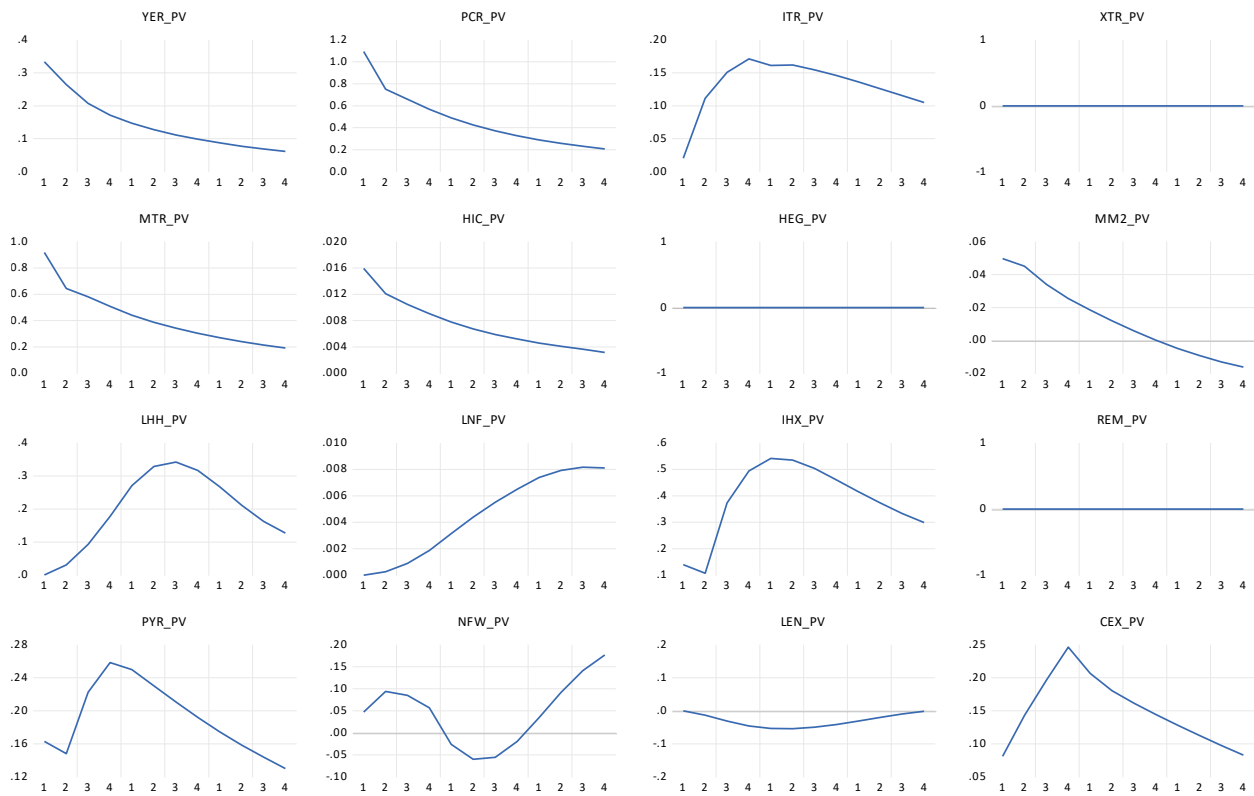 YER_PV PCR_PV ITR_PV XTR_PV
.4 1.2 .20 1
.3 1.0 .15
.2 0.8 .10 0
.1 0.6 .05
.0 0.4 .00 -1
0.2
0.0
1 2 3 4 1 2 3 4 1 2 3 4 1 2 3 4 1 2 3 4 1 2 3 4 1 2 3 4 1 2 3 4 1 2 3 4 1 2 3 4 1 2 3 4 1 2 3 4
MTR_PV HIC_PV HEG_PV MM2_PV
1.0 .020 1 .06
0.8 .016 .04
0.6 .012 0 .02
0.4 .008 .00
0.2 .004 -1 -.02
0.0 .000
1 2 3 4 1 2 3 4 1 2 3 4 1 2 3 4 1 2 3 4 1 2 3 4 1 2 3 4 1 2 3 4 1 2 3 4 1 2 3 4 1 2 3 4 1 2 3 4
LHH_PV LNF_PV IHX_PV REM_PV
.4 .010 .6 1
.3 .008 .5
.2 .006 .4 0
.1 .004 .3
.0 .002 .2 -1
.000 .1
1 2 3 4 1 2 3 4 1 2 3 4 1 2 3 4 1 2 3 4 1 2 3 4 1 2 3 4 1 2 3 4 1 2 3 4 1 2 3 4 1 2 3 4 1 2 3 4
PYR_PV NFW_PV LEN_PV CEX_PV
.28 .20 .2 .25
.24 .15 .1 .20
.20 .10 .0 .15
.16 .05 -.1 .10
.12 .00 -.2 .05
-.05
-.10
1 2 3 4 1 2 3 4 1 2 3 4 1 2 3 4 1 2 3 4 1 2 3 4 1 2 3 4 1 2 3 4 1 2 3 4 1 2 3 4 1 2 3 4 1 2 3 4